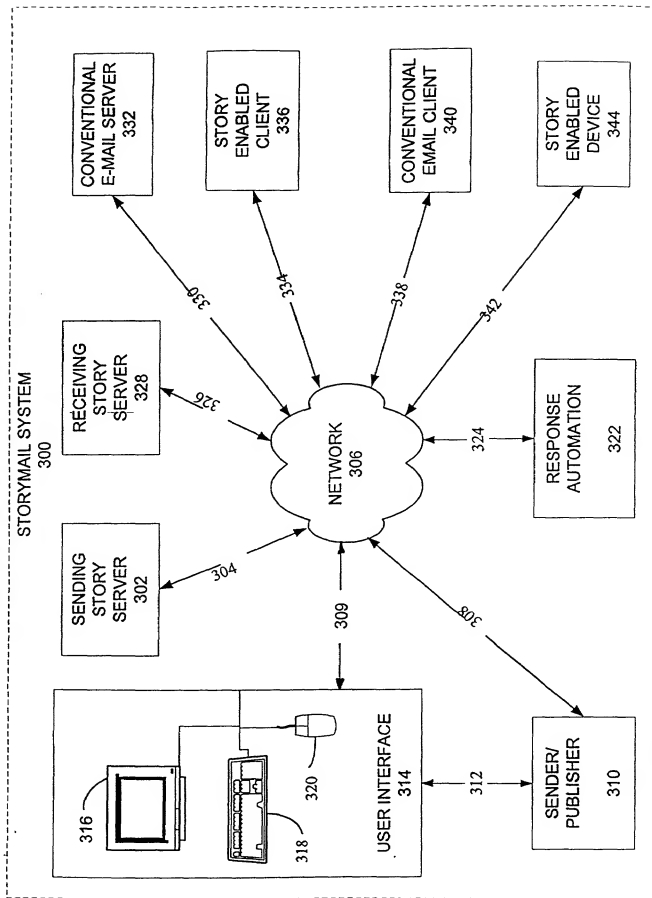 STORYMAIL SYSTEM
300
SENDING
STORY
SERVER
302
RECEIVING
STORY
SERVER
328
CONVENTIONAL
E-MAIL SERVER
332
STORY
ENABLED
CLIENT
336
CONVENTIONAL
EMAIL CLIENT
340
STORY
ENABLED
DEVICE
344
304
326
330
334
338
342
NETWORK
306
309
324
308
316
318
320
USER INTERFACE
314
312
SENDER/
PUBLISHER
310
RESPONSE
AUTOMATION
322